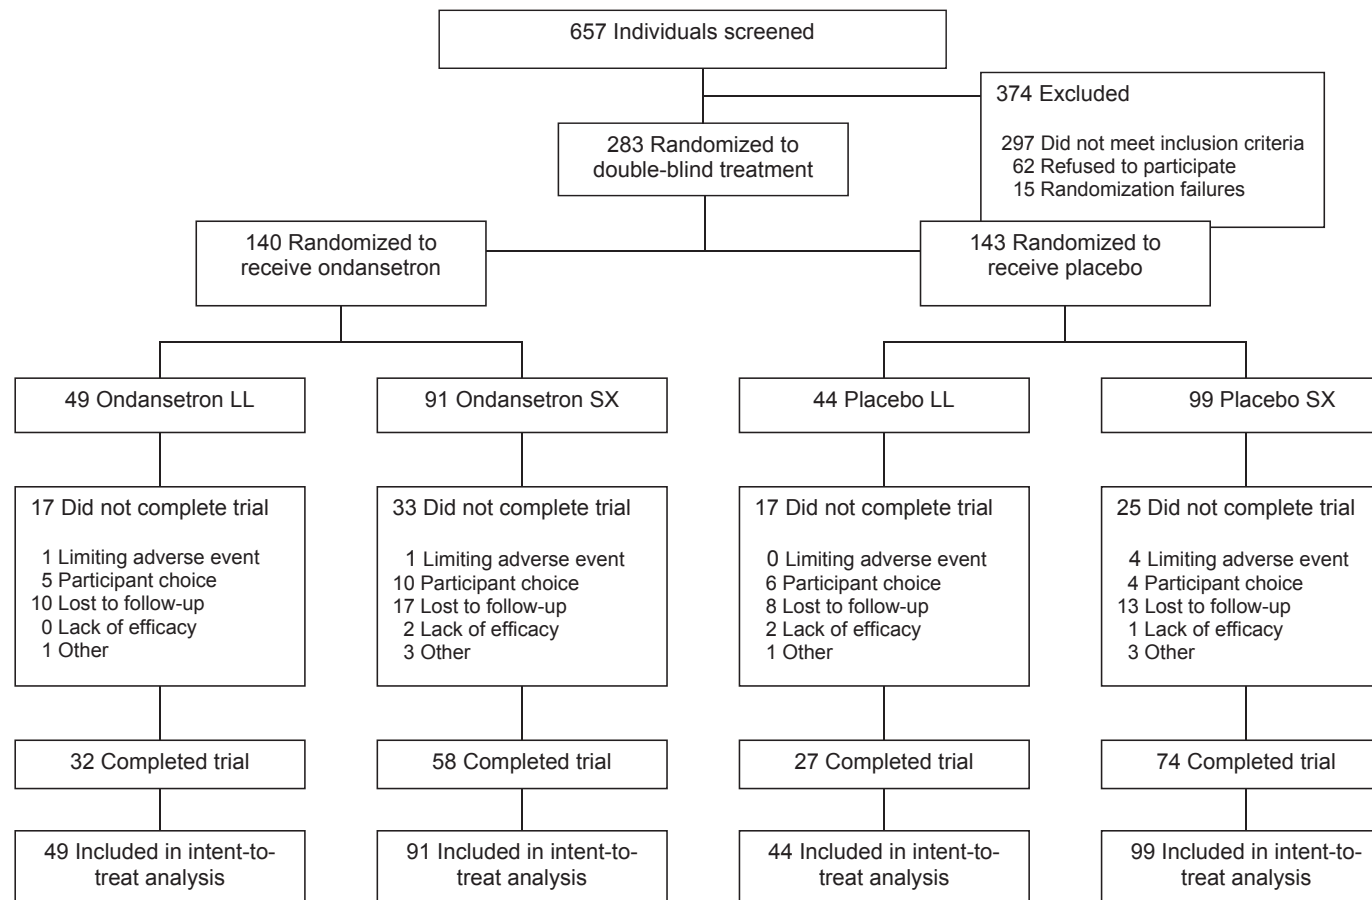 657 Individuals screened
374 Excluded
297 Did not meet inclusion criteria
62 Refused to participate
15 Randomization failures
283 Randomized to
double-blind treatment
140 Randomized to
receive ondansetron
143 Randomized to
receive placebo
49 Ondansetron LL
91 Ondansetron SX
44 Placebo LL
99 Placebo SX
17 Did not complete trial
1 Limiting adverse event
5 Participant choice
10 Lost to follow-up
0 Lack of efficacy
1 Other
33 Did not complete trial
1 Limiting adverse event
10 Participant choice
17 Lost to follow-up
2 Lack of efficacy
3 Other
17 Did not complete trial
0 Limiting adverse event
6 Participant choice
8 Lost to follow-up
2 Lack of efficacy
1 Other
25 Did not complete trial
4 Limiting adverse event
4 Participant choice
13 Lost to follow-up
1 Lack of efficacy
3 Other
32 Completed trial
58 Completed trial
27 Completed trial
74 Completed trial
49 Included in intent-to-
treat analysis
91 Included in intent-to-
treat analysis
44 Included in intent-to-
treat analysis
99 Included in intent-to-
treat analysis